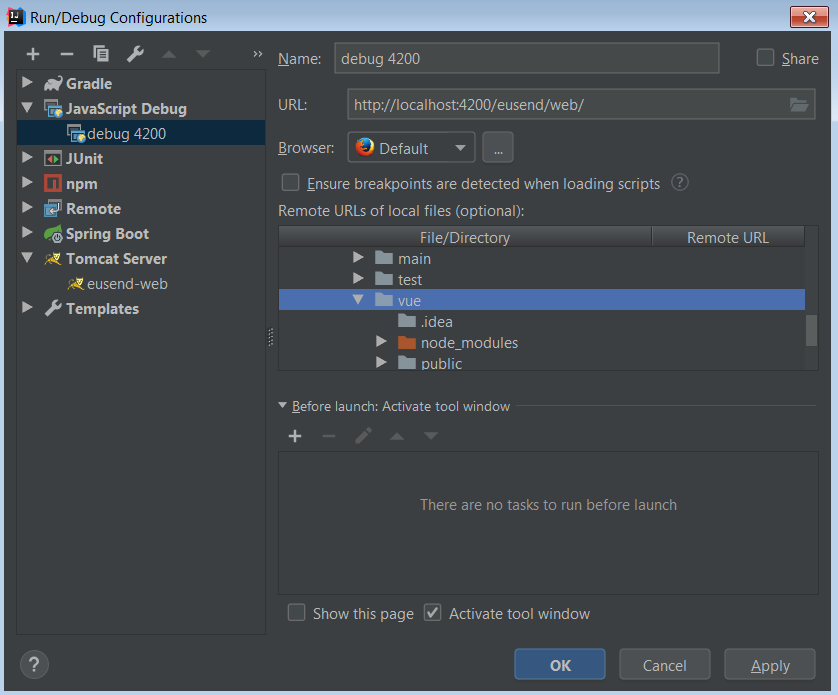 Run/Debug Configurations
Name: debug 4200 Share
URL: http://localhost:4200/eusend/web/
Browser: Default ...
Ensure breakpoints are detected when loading scripts ?
Remote URLs of local files (optional):
File/Directory Remote URL
main
test
vue
.idea
node_modules
public
Before launch: Activate tool window
There are no tasks to run before launch
Show this page Activate tool window
Gradle
JavaScript Debug
debug 4200
JUnit
npm
Remote
Spring Boot
Tomcat Server
eusend-web
Templates
? OK Cancel Apply